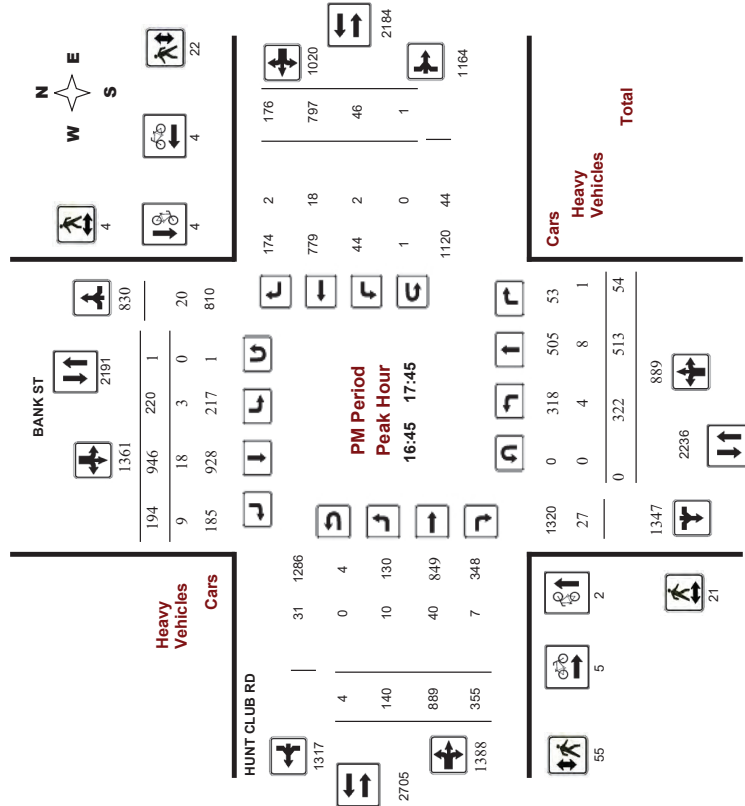 N
W E
S
22
4
4
4
BANK ST
2191
1361
830
194 946 220 1
9 18 3 0 20
185 928 217 1 810
2184
1020
1164
174 2 176
779 18 797
44 2 46
1 0 1
1120 44
Heavy
Vehicles
Cars
HUNT CLUB RD
PM Period
Peak Hour
16:45 17:45
31 1286
4 0 4
140 10 130
889 40 849
355 7 348
1317
2705
1388
Cars
Heavy
Vehicles
Total
1320 0 318 505 53
27 0 4 8 1
0 322 513 54
1347
889
2236
55
5
2
21